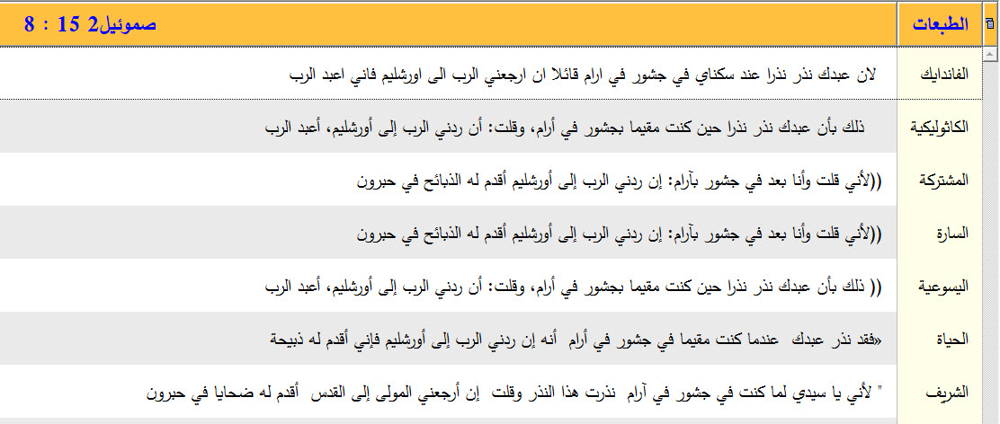 الطبعات صموئيل2 15 : 8
الفاندايك لان عبدك نذر نذرا عند سكناي في جشور في ارام قائلا ان ارجعني الرب الى اورشليم فاني اعبد الرب
الكاثوليكية ذلك بأن عبدك نذر نذرا حين كنت مقيما بجشور في أرام، وقلت: أن ردني الرب إلى أورشليم، أعبد الرب
المشتركة ((لأني قلت وأنا بعد في جشور بآرام: إن ردني الرب إلى أورشليم أقدم له الذبائح في حبرون
السارة ((لأني قلت وأنا بعد في جشور بآرام: إن ردني الرب إلى أورشليم أقدم له الذبائح في حبرون
اليسوعية (( ذلك بأن عبدك نذر نذرا حين كنت مقيما بجشور في أرام، وقلت: أن ردني الرب إلى أورشليم، أعبد الرب
الحياة «فقد نذر عبدك عندما كنت مقيما في جشور في أرام أنه إن ردني الرب إلى أورشليم فإني أقدم له ذبيحة
الشريف " لأني يا سيدي لما كنت في جشور في آرام نذرت هذا النذر وقلت إن أرجعني المولى إلى القدس أقدم له ضحايا في حبرون